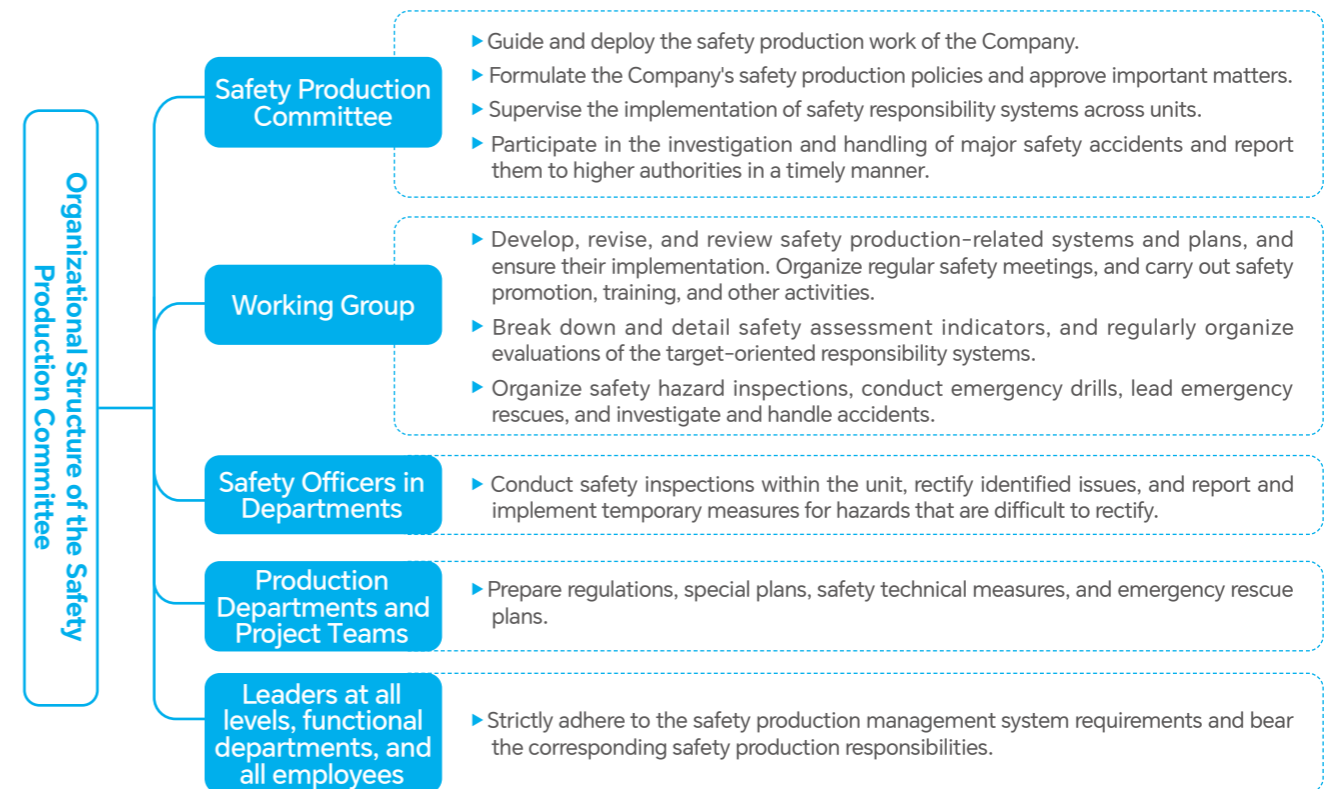 Organizational Structure of the Safety
Production Committee
Safety Production
Committee
Guide and deploy the safety production work of the Company.
Formulate the Company's safety production policies and approve important matters.
Supervise the implementation of safety responsibility systems across units.
Participate in the investigation and handling of major safety accidents and report
them to higher authorities in a timely manner.
Working Group
Develop, revise, and review safety production-related systems and plans, and
ensure their implementation. Organize regular safety meetings, and carry out safety
promotion, training, and other activities.
Break down and detail safety assessment indicators, and regularly organize
evaluations of the target-oriented responsibility systems.
Organize safety hazard inspections, conduct emergency drills, lead emergency
rescues, and investigate and handle accidents.
Safety Officers in
Departments
Conduct safety inspections within the unit, rectify identified issues, and report and
implement temporary measures for hazards that are difficult to rectify.
Production
Departments and
Project Teams
Prepare regulations, special plans, safety technical measures, and emergency rescue
plans.
Leaders at all
levels, functional
departments, and
all employees
Strictly adhere to the safety production management system requirements and bear
the corresponding safety production responsibilities.